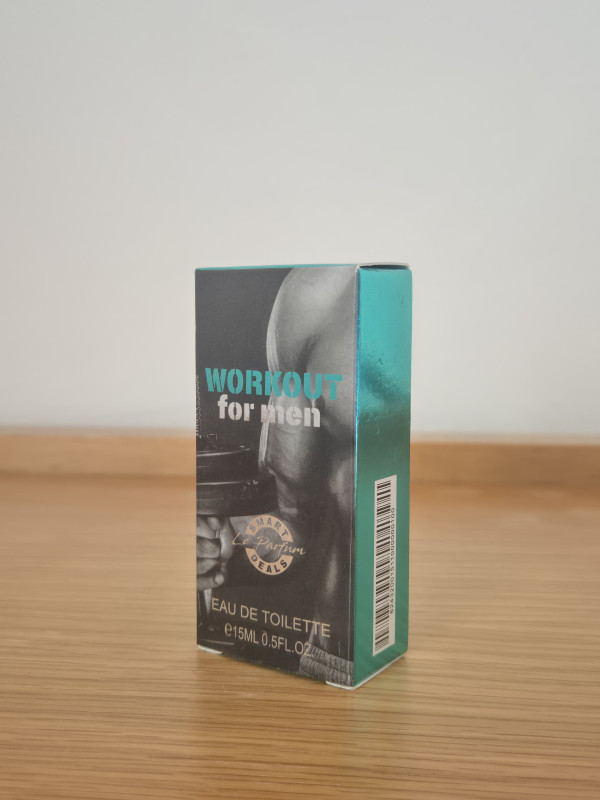 WORKOUT
for men
SMART
Le Parfum
DEALS
EAU DE TOILETTE
℮15ML 0.5FL.OZ